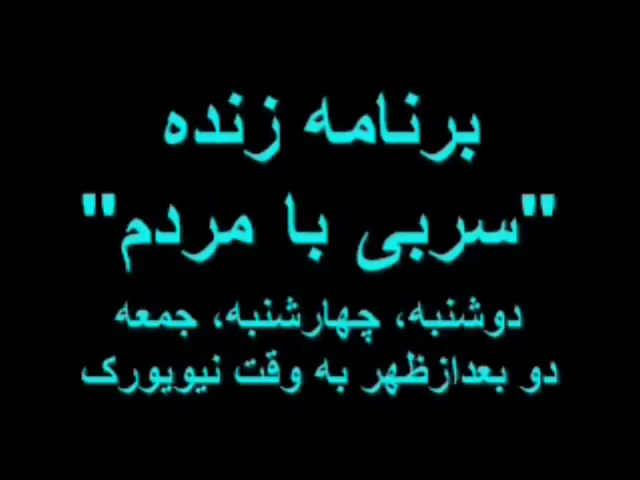 برنامه زنده
"سربی با مردم"
دوشنبه، چهارشنبه، جمعه
دو بعدازظهر به وقت نیویورک